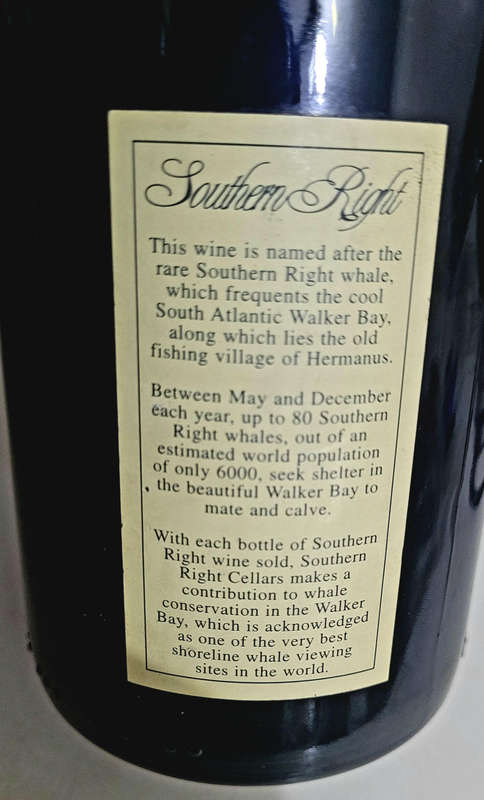 Southern Right
This wine is named after the
rare Southern Right whale,
which frequents the cool
South Atlantic Walker Bay,
along which lies the old
fishing village of Hermanus.
Between May and December
each year, up to 80 Southern
Right whales, out of an
estimated world population
of only 6000, seek shelter in
the beautiful Walker Bay to
mate and calve.
With each bottle of Southern
Right wine sold, Southern
Right Cellars makes a
contribution to whale
conservation in the Walker
Bay, which is acknowledged
as one of the very best
shoreline whale viewing
sites in the world.